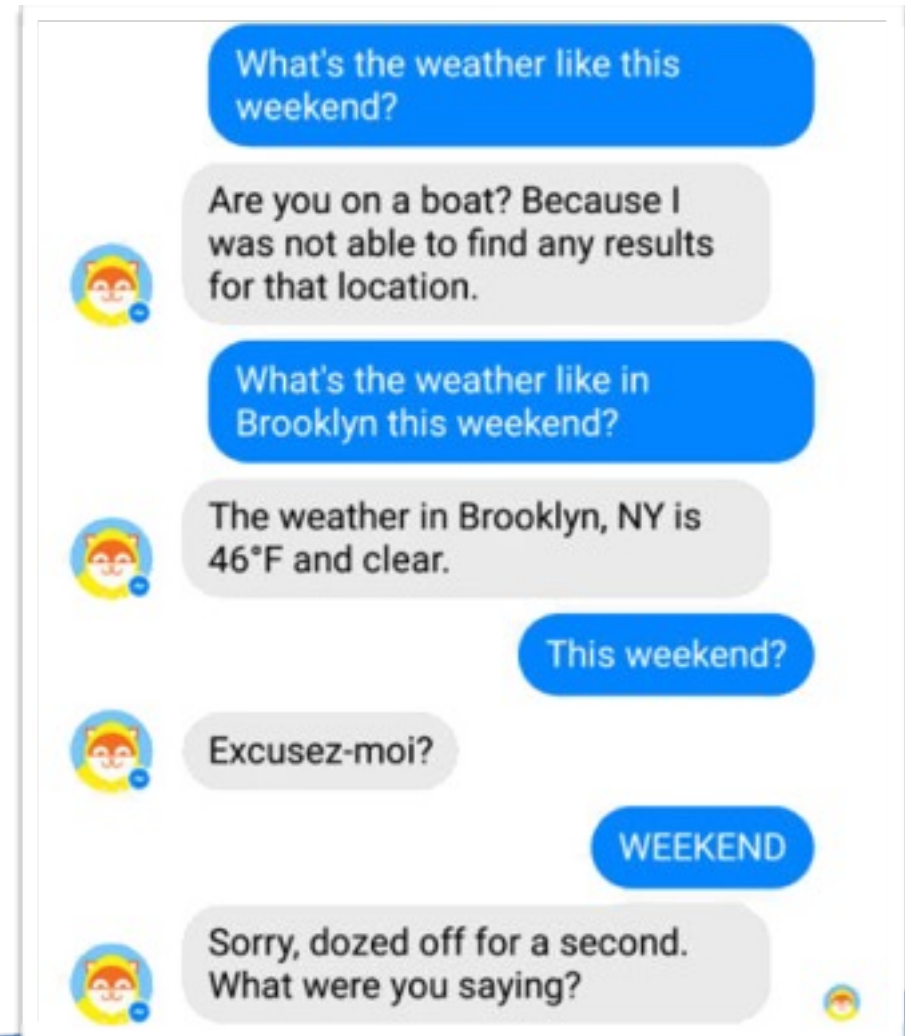 What's the weather like this
weekend?
Are you on a boat? Because I
was not able to find any results
for that location.
What's the weather like in
Brooklyn this weekend?
The weather in Brooklyn, NY is
46°F and clear.
This weekend?
Excusez-moi?
WEEKEND
Sorry, dozed off for a second.
What were you saying?